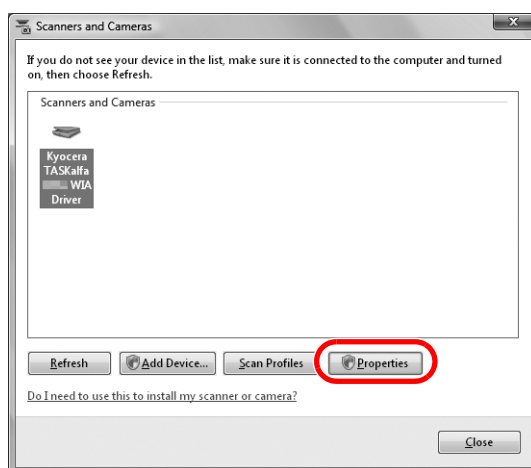 Scanners and Cameras
If you do not see your device in the list, make sure it is connected to the computer and turned
on, then choose Refresh.
Scanners and Cameras
Kyocera
TASKalfa
WIA
Driver
Refresh Add Device... Scan Profiles Properties
Do I need to use this to install my scanner or camera?
Close